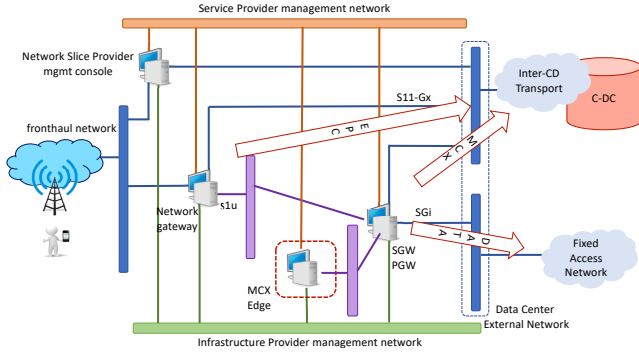 Service Provider management network
Network Slice Provider
mgmt console
Inter-CD
Transport
C-DC
S11-Gx
fronthaul network
CPE
MCX
s1u
Network
gateway
SGi
DATA
SGW
PGW
Fixed
Access
Network
MCX
Edge
Data Center
External Network
Infrastructure Provider management network